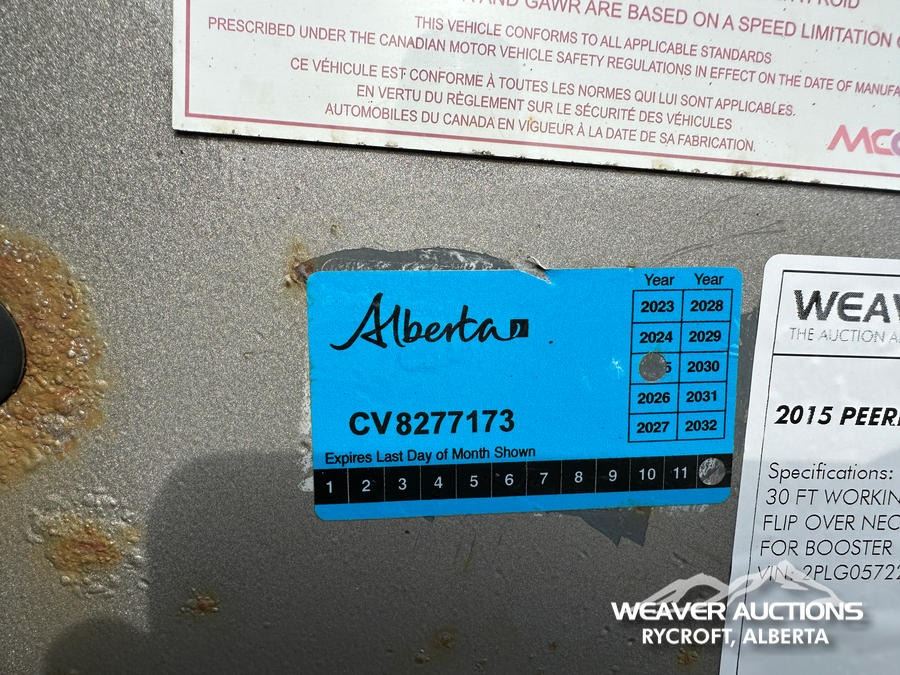 AND GAWR ARE BASED ON A SPEED LIMITATION
THIS VEHICLE CONFORMS TO ALL APPLICABLE STANDARDS
PRESCRIBED UNDER THE CANADIAN MOTOR VEHICLE SAFETY REGULATIONS IN EFFECT ON THE DATE OF MANUFA
CE VÉHICULE EST CONFORME À TOUTES LES NORMES QUI LUI SONT APPLICABLES.
EN VERTU DU RÈGLEMENT SUR LE SÉCURITÉ DES VÉHICULES
AUTOMOBILES DU CANADA EN VIGUEUR À LA DATE DE SA FABRICATION.
Alberta
CV8277173
Expires Last Day of Month Shown
1 2 3 4 5 6 7 8 9 10 11
Year Year
2023 2028
2024 2029
5 2030
2026 2031
2027 2032
WEAV
THE AUCTION A
2015 PEER
Specifications:
30 FT WORKIN
FLIP OVER NEC
FOR BOOSTER
VIN: 2PLG0572
WEAVER AUCTIONS
RYCROFT, ALBERTA